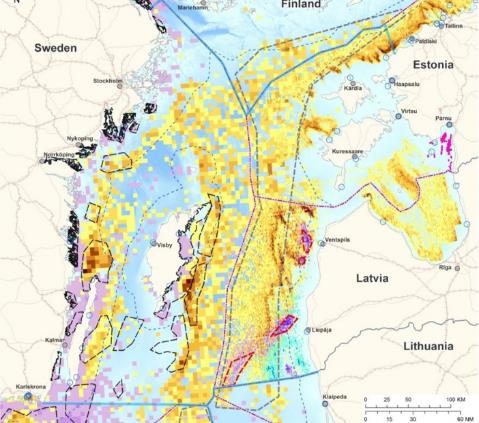 Finland
Mariehamn
Sweden
Tallinn
Paldiski
Estonia
Stockholm
Haapsalu
Kärdla
Virtsu
Pärnu
Nykoping
Norrköping
Kuressaare
Visby
Ventspils
Riga
Latvia
Liepāja
Kalmar
Lithuania
Karlskrona
Klaipeda
0 25 50 100 KM
0 15 30 60 NM